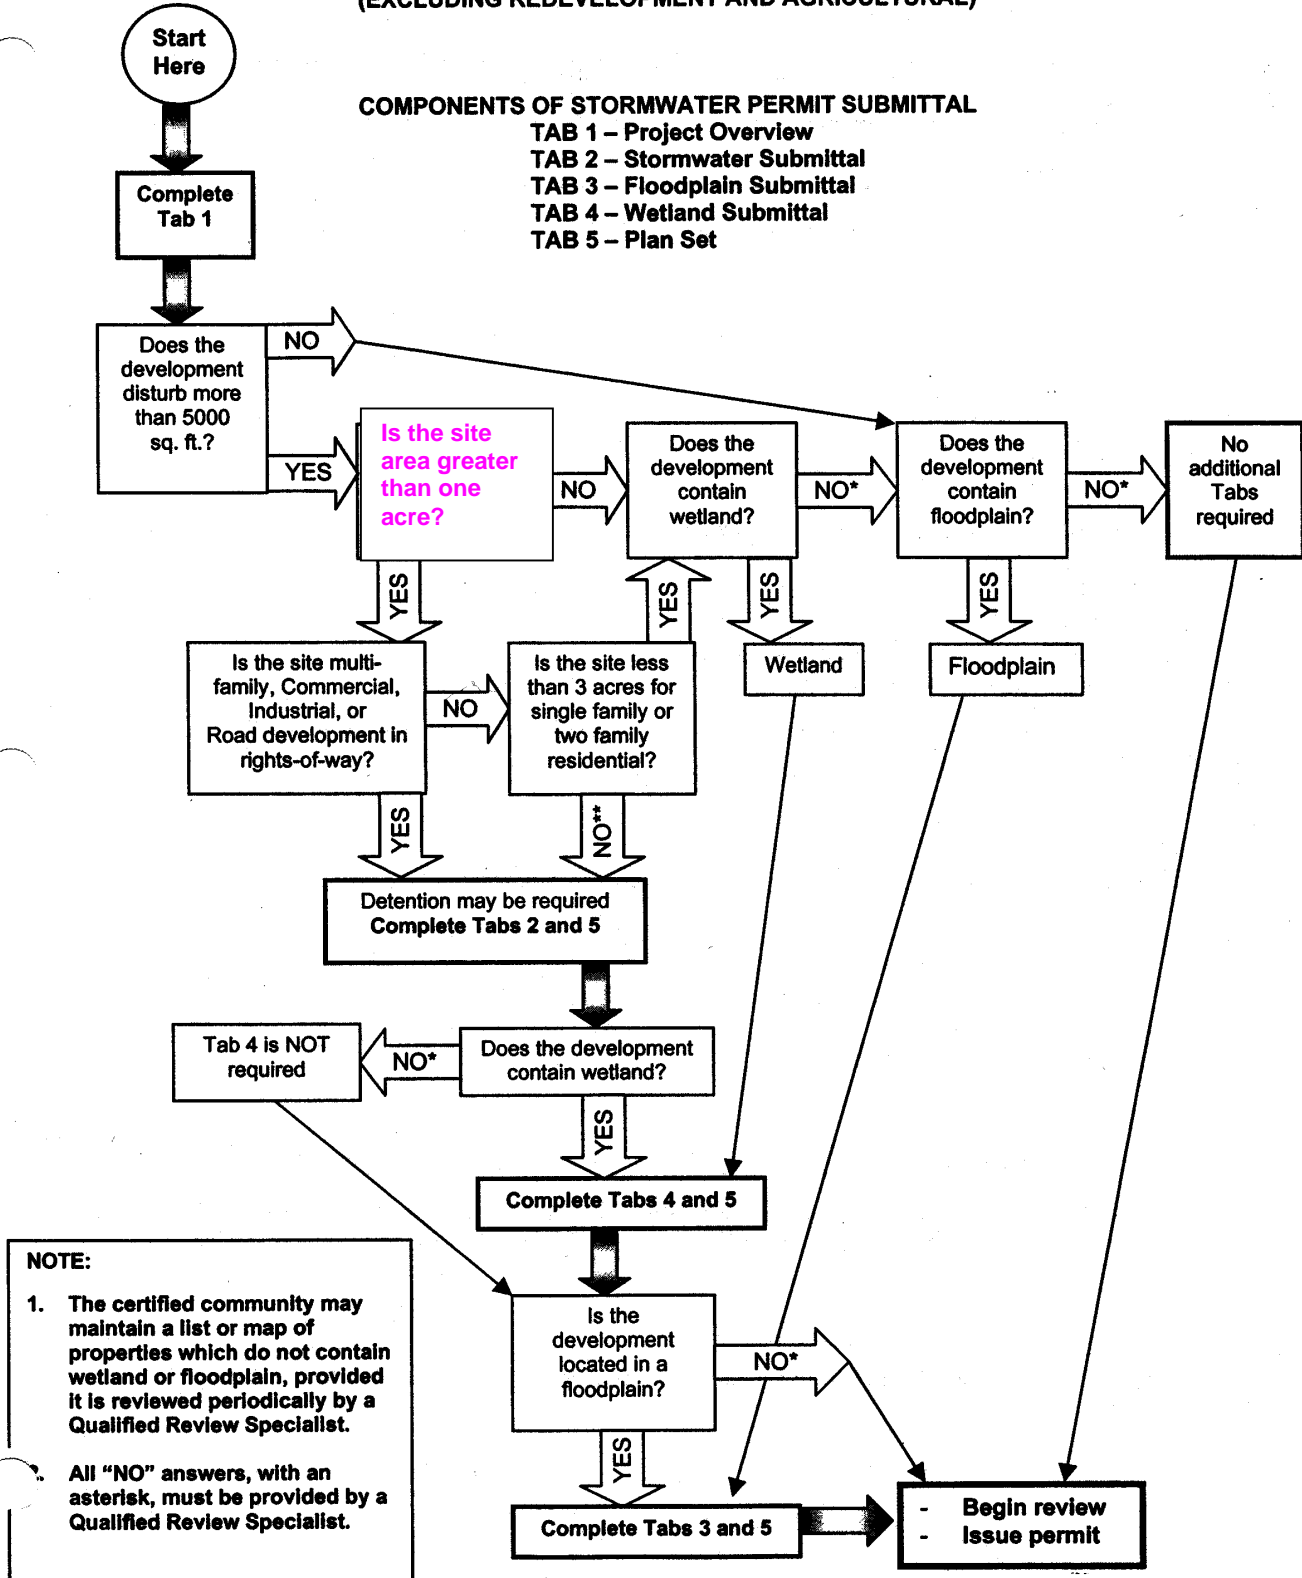 (EXCLUDING REDEVELOPMENT AND AGRICULTURAL)
Start
Here
COMPONENTS OF STORMWATER PERMIT SUBMITTAL
TAB 1 – Project Overview
TAB 2 – Stormwater Submittal
TAB 3 – Floodplain Submittal
TAB 4 – Wetland Submittal
TAB 5 – Plan Set
Complete
Tab 1
Does the
development
disturb more
than 5000
sq. ft.?
NO
YES
Is the site
area greater
than one
acre?
NO
Does the
development
contain
wetland?
NO*
Does the
development
contain
floodplain?
NO*
No
additional
Tabs
required
YES
YES
YES
YES
Is the site multi-
family, Commercial,
Industrial, or
Road development in
rights-of-way?
NO
Is the site less
than 3 acres for
single family or
two family
residential?
Wetland
Floodplain
YES
NO**
Detention may be required
Complete Tabs 2 and 5
Tab 4 is NOT
required
NO*
Does the development
contain wetland?
YES
Complete Tabs 4 and 5
Is the
development
located in a
floodplain?
NO*
YES
Complete Tabs 3 and 5
- Begin review
- Issue permit
NOTE:
1. The certified community may
maintain a list or map of
properties which do not contain
wetland or floodplain, provided
it is reviewed periodically by a
Qualified Review Specialist.
All “NO” answers, with an
asterisk, must be provided by a
Qualified Review Specialist.